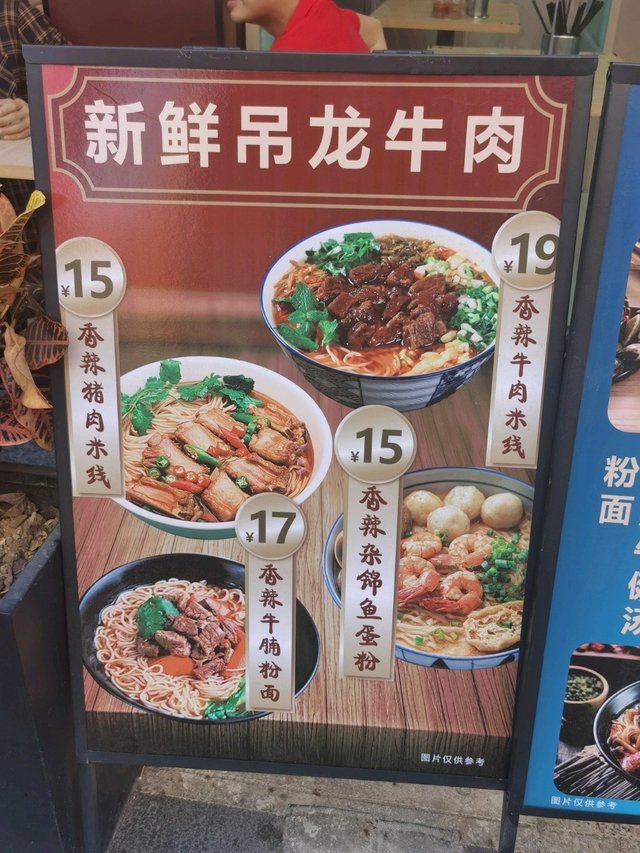 新鲜吊龙牛肉
¥15
香辣猪肉米线
¥19
香辣牛肉米线
¥15
香辣杂锦鱼蛋粉
¥17
香辣牛腩粉面
图片仅供参考
粉
面
健
汤
图片仅供参考